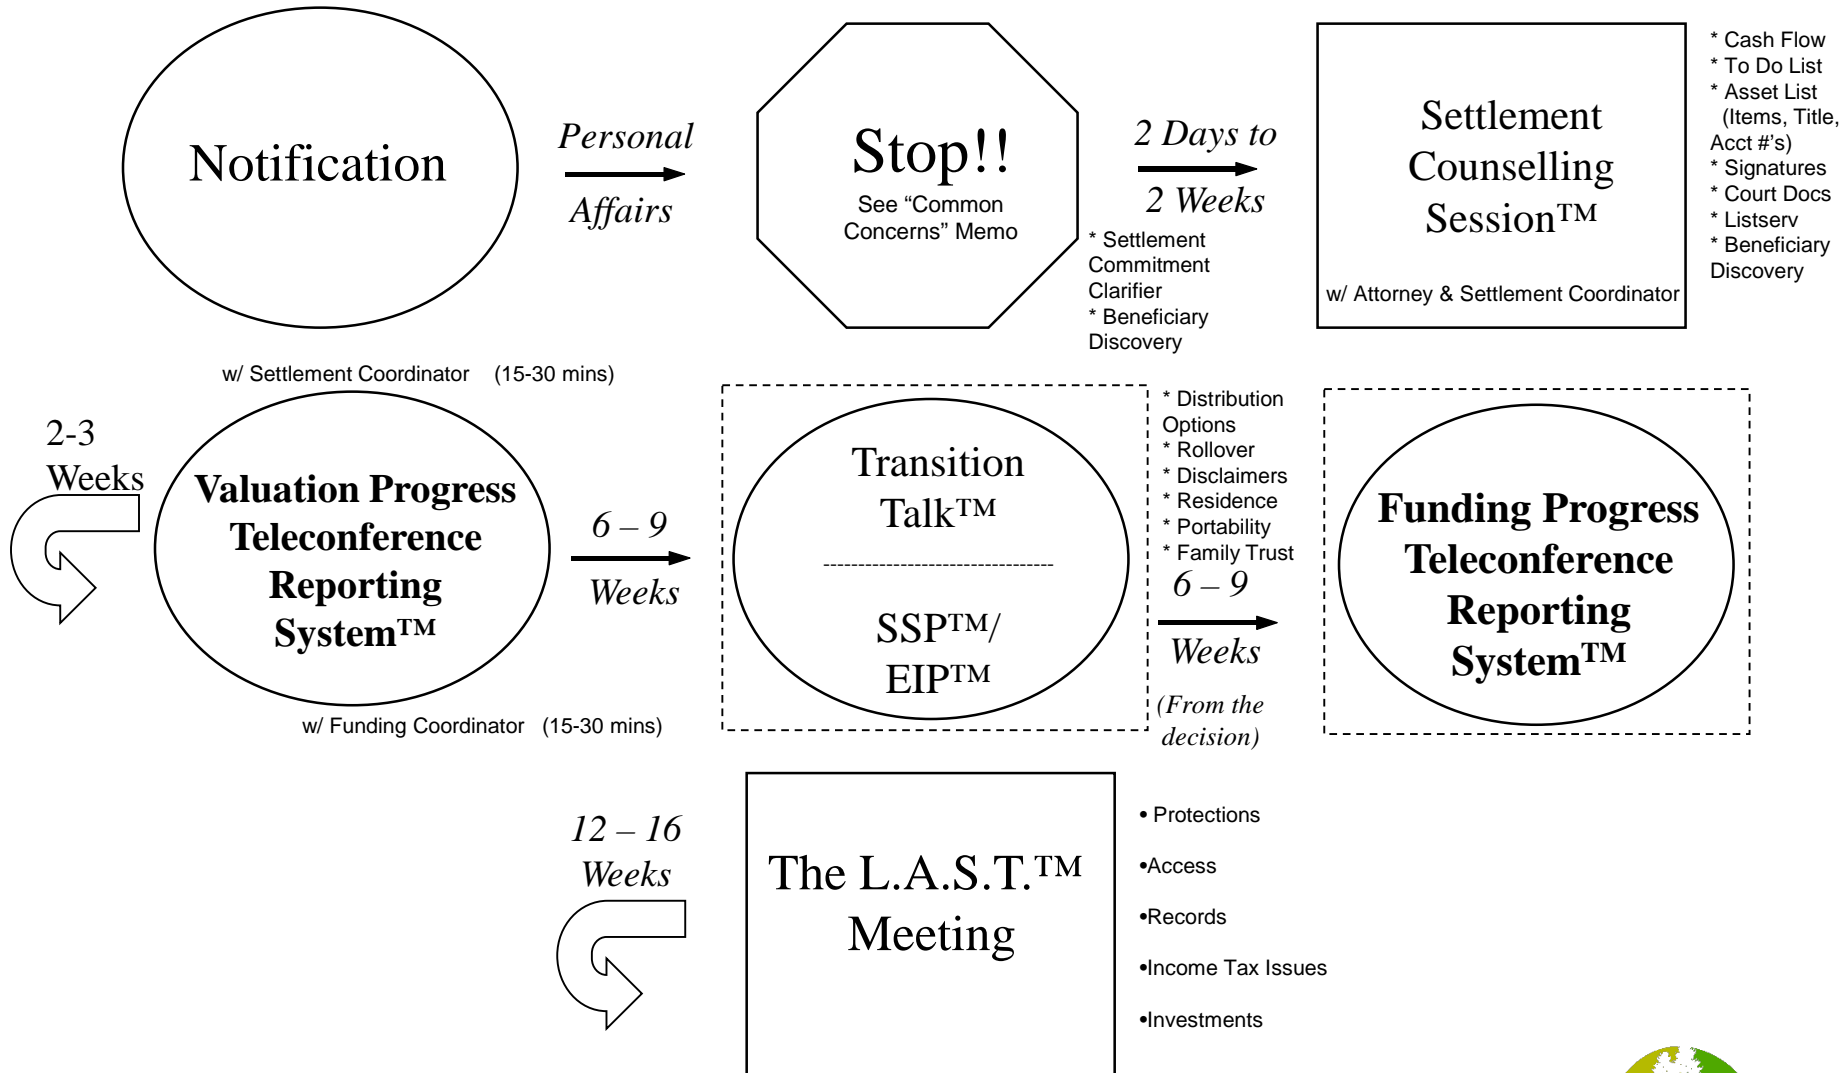 Notification
Personal
Affairs
Stop!!
See “Common
Concerns” Memo
2 Days to
2 Weeks
* Settlement
Commitment
Clarifier
* Beneficiary
Discovery
Settlement
Counselling
Session™
w/ Attorney & Settlement Coordinator
* Cash Flow
* To Do List
* Asset List
(Items, Title,
Acct #’s)
* Signatures
* Court Docs
* Listserv
* Beneficiary
Discovery
w/ Settlement Coordinator (15-30 mins)
2-3
Weeks
Valuation Progress
Teleconference
Reporting
System™
w/ Funding Coordinator (15-30 mins)
6 – 9
Weeks
Transition
Talk™
---------------------------------
SSP™/
EIP™
* Distribution
Options
* Rollover
* Disclaimers
* Residence
* Portability
* Family Trust
6 – 9
Weeks
(From the
decision)
Funding Progress
Teleconference
Reporting
System™
12 – 16
Weeks
The L.A.S.T.™
Meeting
• Protections
•Access
•Records
•Income Tax Issues
•Investments